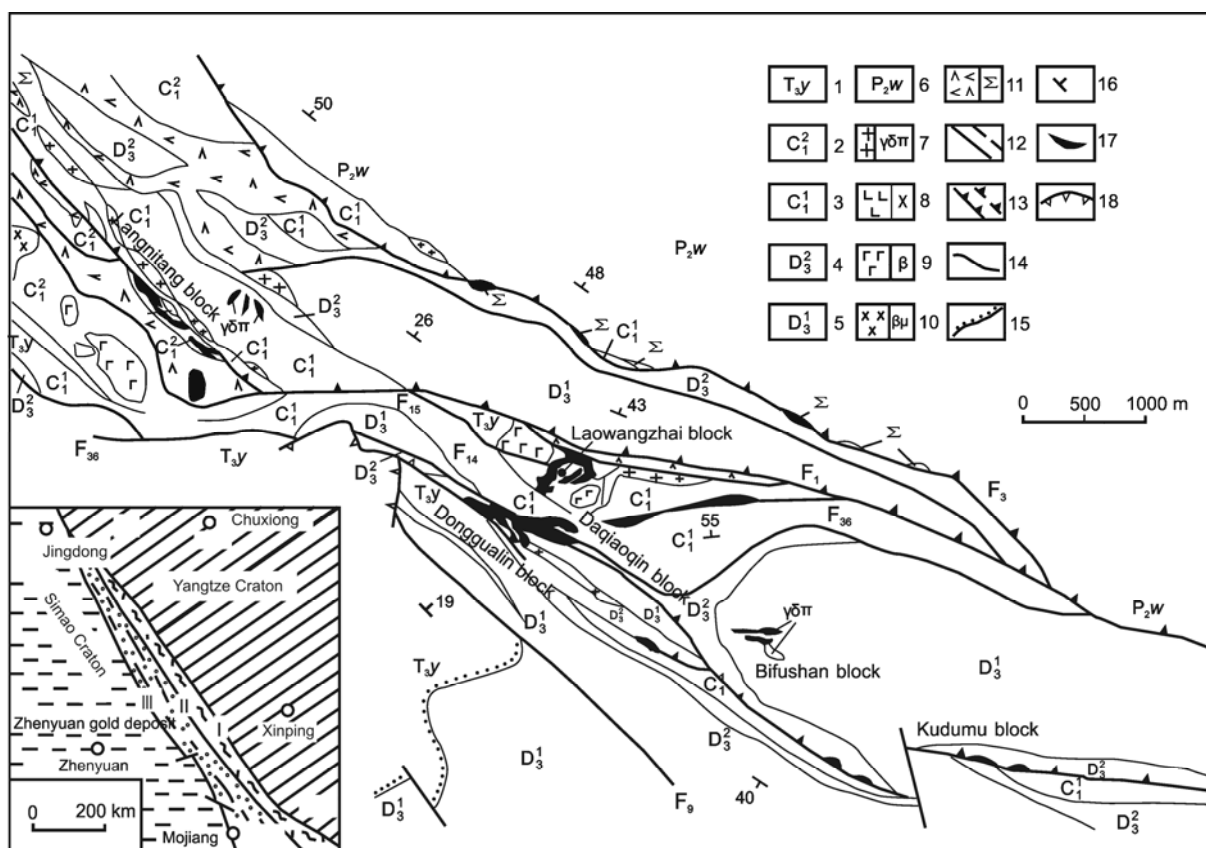 T₃y 1 P₂w 6 Σ 11 16
C₁² 2 γδπ 7 12 17
C₁¹ 3 χ 8 13 18
D₃² 4 β 9 14
D₃¹ 5 βμ 10 15
0 500 1000 m
Σ
C₁²
50
C₁¹
D₃²
P₂w
C₁¹
D₃²
C₁¹
C₁¹
C₁²
48
P₂w
Σ
γδπ
D₃²
C₁²
26
Σ
C₁¹
Σ
C₁²
C₁¹
T₃y
C₁¹
C₁¹
D₃¹
D₃²
43
Σ
D₃²
C₁¹
F₁₅
D₃¹
T₃y
Laowangzhai block
F₃₆
T₃y
F₁₄
Σ
F₁
F₃
D₃²
T₃y
C₁¹
C₁¹
55
F₃₆
C₁¹
Daqiaoqin block
Dongqualin block
D₃²
19
D₃²
D₃¹
D₃¹
γδπ
P₂w
Bifushan block
T₃y
D₃¹
C₁¹
Kudumu block
D₃¹
D₃²
D₃²
C₁¹
40
D₃²
D₃¹
F₉
Chuxiong
Jingdong
Yangtze Craton
Simao Craton
III
II
I
Zhenyuan gold deposit
Xinping
Zhenyuan
0 200 km
Mojiang